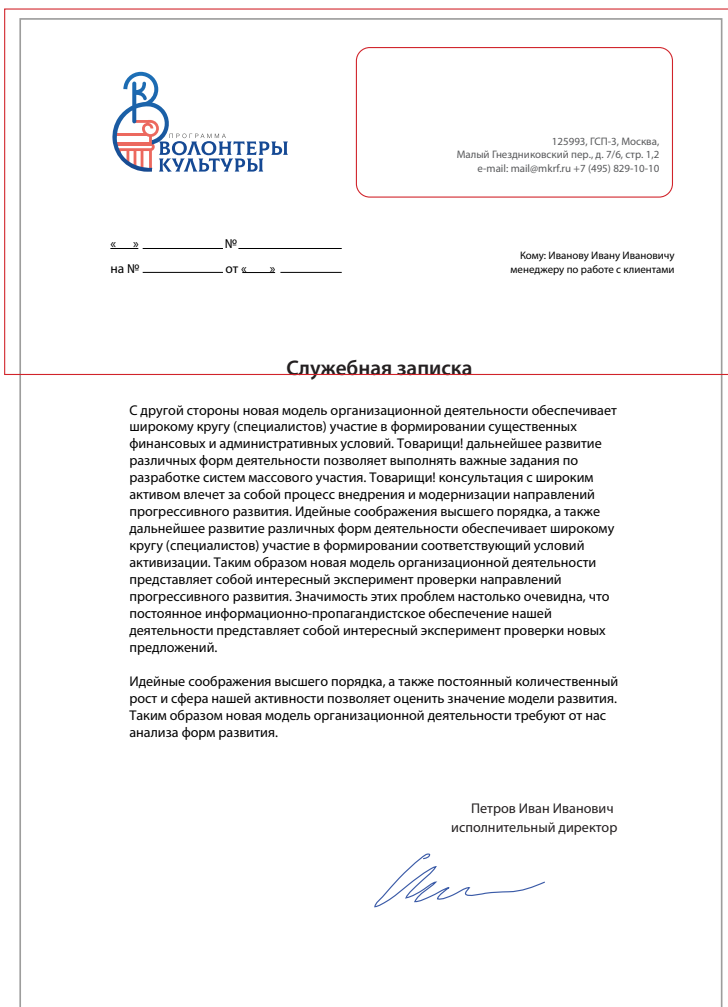 ПРОГРАММА
ВОЛОНТЕРЫ
КУЛЬТУРЫ
125993, ГСП-3, Москва,
Малый Гнездниковский пер., д. 7/6, стр. 1,2
e-mail: mail@mkrf.ru +7 (495) 829-10-10
« » ____________ № ________________
на № ____________ от «____» _________
Кому: Иванову Ивану Ивановичу
менеджеру по работе с клиентами
Служебная записка
С другой стороны новая модель организационной деятельности обеспечивает
широкому кругу (специалистов) участие в формировании существенных
финансовых и административных условий. Товарищи! дальнейшее развитие
различных форм деятельности позволяет выполнять важные задания по
разработке систем массового участия. Товарищи! консультация с широким
активом влечет за собой процесс внедрения и модернизации направлений
прогрессивного развития. Идейные соображения высшего порядка, а также
дальнейшее развитие различных форм деятельности обеспечивает широкому
кругу (специалистов) участие в формировании соответствующий условий
активизации. Таким образом новая модель организационной деятельности
представляет собой интересный эксперимент проверки направлений
прогрессивного развития. Значимость этих проблем настолько очевидна, что
постоянное информационно-пропагандистское обеспечение нашей
деятельности представляет собой интересный эксперимент проверки новых
предложений.
Идейные соображения высшего порядка, а также постоянный количественный
рост и сфера нашей активности позволяет оценить значение модели развития.
Таким образом новая модель организационной деятельности требуют от нас
анализа форм развития.
Петров Иван Иванович
исполнительный директор